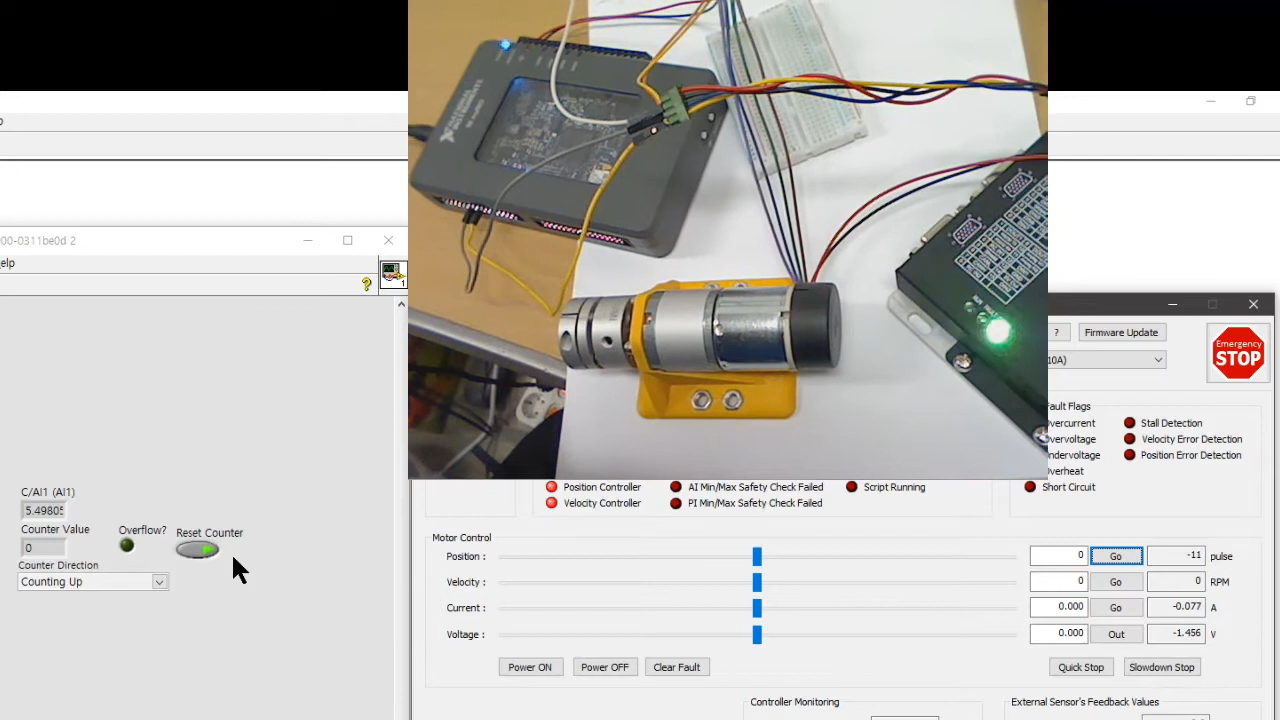 000-0311be0d 2
elp
?
1
C/AI1 (AI1)
5.49805
Counter Value
Overflow?
Reset Counter
0
Counter Direction
Counting Up
NATIONAL INSTRUMENTS
?
Firmware Update
10A)
Emergency
STOP
ault Flags
vercurrent
Stall Detection
vervoltage
Velocity Error Detection
ndervoltage
Position Error Detection
verheat
Short Circuit
Position Controller
AI Min/Max Safety Check Failed
Script Running
Velocity Controller
PI Min/Max Safety Check Failed
Motor Control
Position :
0
Go
-11
pulse
Velocity :
0
Go
0
RPM
Current :
0.000
Go
-0.077
A
Voltage :
0.000
Out
-1.456
V
Power ON
Power OFF
Clear Fault
Quick Stop
Slowdown Stop
Controller Monitoring
External Sensor's Feedback Values